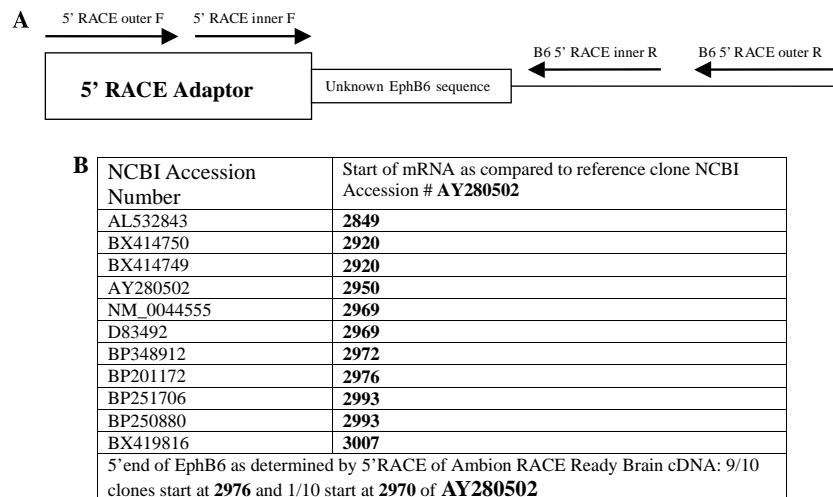 A
5’ RACE outer F
5’ RACE inner F
B6 5’ RACE inner R
B6 5’ RACE outer R
5’ RACE Adaptor
Unknown EphB6 sequence
B
NCBI Accession Number
Start of mRNA as compared to reference clone NCBI Accession # AY280502
AL532843 2849
BX414750 2920
BX414749 2920
AY280502 2950
NM_0044555 2969
D83492 2969
BP348912 2972
BP201172 2976
BP251706 2993
BP250880 2993
BX419816 3007
5’end of EphB6 as determined by 5’RACE of Ambion RACE Ready Brain cDNA: 9/10
clones start at 2976 and 1/10 start at 2970 of AY280502